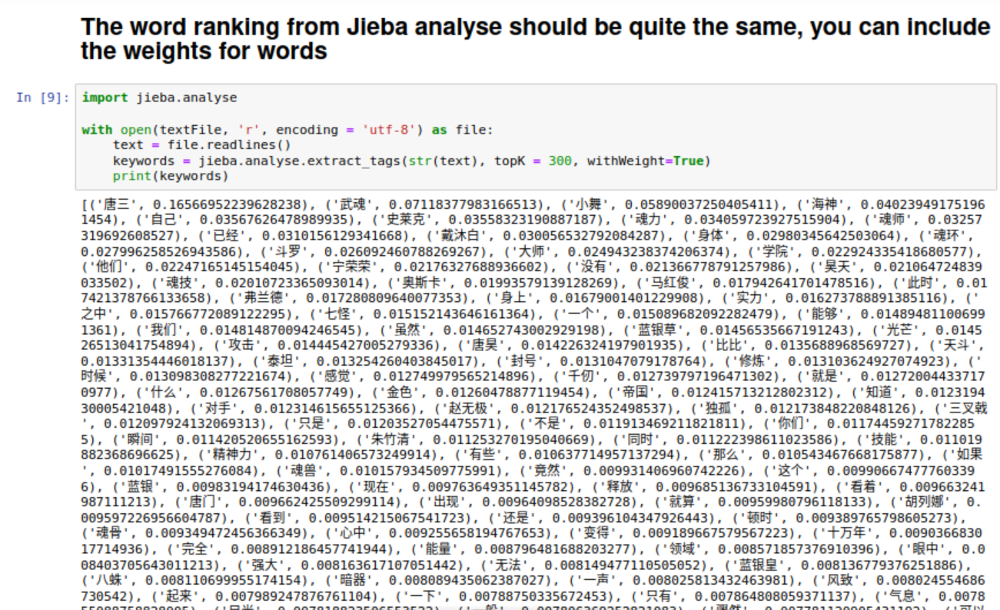 The word ranking from Jieba analyse should be quite the same, you can include
the weights for words
In [9]:
import jieba.analyse
with open(textFile, 'r', encoding = 'utf-8') as file:
text = file.readlines()
keywords = jieba.analyse.extract_tags(str(text), topK = 300, withWeight=True)
print(keywords)
[('唐三', 0.16566952239628238), ('武魂', 0.07118377983166513), ('小舞', 0.05890037250405411), ('海神', 0.04023949175196
1454), ('自己', 0.03567626478989935), ('史莱克', 0.03558323190887187), ('魂力', 0.034059723927515904), ('魂师', 0.03257
319692608527), ('已经', 0.0310156129341668), ('戴沐白', 0.030056532792084287), ('身体', 0.02980345642503064), ('魂环',
0.027996258526943586), ('斗罗', 0.026092460788269267), ('大师', 0.024943238374206374), ('学院', 0.022924335418680577),
('他们', 0.02247165145154045), ('宁荣荣', 0.02176327688936602), ('没有', 0.021366778791257986), ('昊天', 0.021064724839
033502), ('魂技', 0.02010723365093014), ('奥斯卡', 0.01993579139128269), ('马红俊', 0.017942641701478516), ('此时', 0.01
7421378766133658), ('弗兰德', 0.017280809640077353), ('身上', 0.016790014012299​08), ('实力', 0.016273788891385116), ('
之中', 0.015766772089122295), ('七怪', 0.015152143646161364), ('一个', 0.015089682092282479), ('能够', 0.01489481100699
1361), ('我们', 0.014814870094246545), ('虽然', 0.014652743002929198), ('蓝银草', 0.01456535667191243), ('光芒', 0.0145
26513041754894), ('攻击', 0.014445427005279336), ('唐昊', 0.014226324197901935), ('比比', 0.0135688968569727), ('天斗',
0.01331354446018137), ('泰坦', 0.013254260403845017), ('封号', 0.0131047079178764), ('修炼', 0.013103624927074923), ('
时候', 0.013098308277221674), ('感觉', 0.012749979565214896), ('千仞', 0.012739797196471302), ('就是', 0.01272004433717
0977), ('什么', 0.01267561708057749), ('金色', 0.01260478877119454), ('帝国', 0.012415713212802312), ('知道', 0.0123194
30005421048), ('对手', 0.0123146155655125366), ('赵无极', 0.012176524352498537), ('独孤', 0.012173848220848126), ('三叉戟
', 0.012097924132069313), ('只是', 0.01203527054475571), ('不是', 0.011913469211821811), ('你们', 0.01174459271782285
5), ('瞬间', 0.011420520655162593), ('朱竹清', 0.011253270195040669), ('同时', 0.011222398611023586), ('技能', 0.011019
882368696625), ('精神力', 0.010761406573249914), ('有些', 0.010637714957137294), ('那么', 0.010543467668175877), ('如果
', 0.01017491555276084), ('魂兽', 0.010157934509775991), ('竟然', 0.009931406960742226), ('这个', 0.00990667477760339
6), ('蓝银', 0.00983194174630436), ('现在', 0.009763649351145782), ('释放', 0.009685136733104591), ('看着', 0.009663241
987111213), ('唐门', 0.009662425509299114), ('出现', 0.00964098528382728), ('就算', 0.00959980796118133), ('胡列娜', 0.
009597226956604787), ('看到', 0.009514215067541723), ('还是', 0.009396104347926443), ('顿时', 0.009389765798605273),
('魂骨', 0.009349472456366349), ('心中', 0.009255658194767653), ('变得', 0.009189667579567223), ('十万年', 0.0090366830
17714936), ('完全', 0.008912186457741944), ('能量', 0.008796481688203277), ('领域', 0.008571857376910396), ('眼中', 0.0
08403705643011213), ('强大', 0.008163617107051442), ('无法', 0.008149477110505052), ('蓝银皇', 0.008136779376251886),
('八蛛', 0.008110699955174154), ('暗器', 0.008089435062387027), ('一声', 0.008025813432463981), ('风致', 0.008024554686
730542), ('起来', 0.0079892478767611​04), ('一下', 0.00788750335672453), ('只有', 0.007864808059371137), ('气息', 0.0078